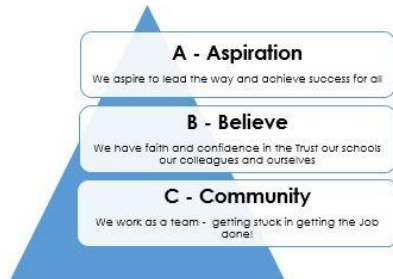 A - Aspiration
We aspire to lead the way and achieve success for all
B - Believe
We have faith and confidence in the Trust our schools
our colleagues and ourselves
C - Community
We work as a team - getting stuck in getting the Job
done!